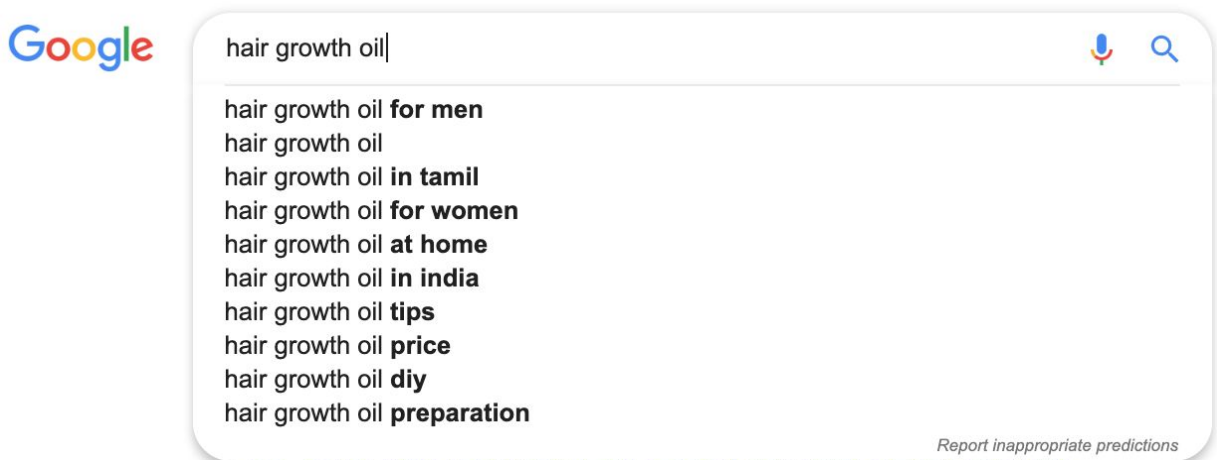 Google
hair growth oil
hair growth oil for men
hair growth oil
hair growth oil in tamil
hair growth oil for women
hair growth oil at home
hair growth oil in india
hair growth oil tips
hair growth oil price
hair growth oil diy
hair growth oil preparation
Report inappropriate predictions